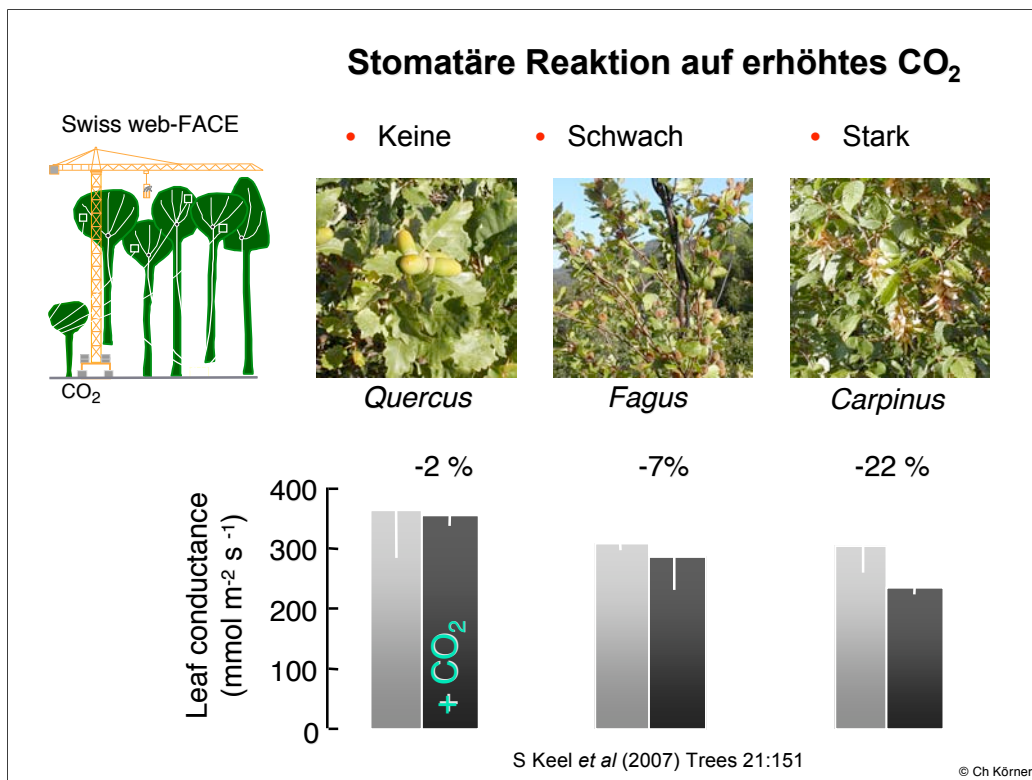 Stomatäre Reaktion auf erhöhtes CO₂
Swiss web-FACE
• Keine
• Schwach
• Stark
CO₂
Quercus
Fagus
Carpinus
-2 %
-7%
-22 %
Leaf conductance
(mmol m⁻² s ⁻¹)
400
300
200
100
0
+ CO₂
S Keel et al (2007) Trees 21:151
© Ch Körner